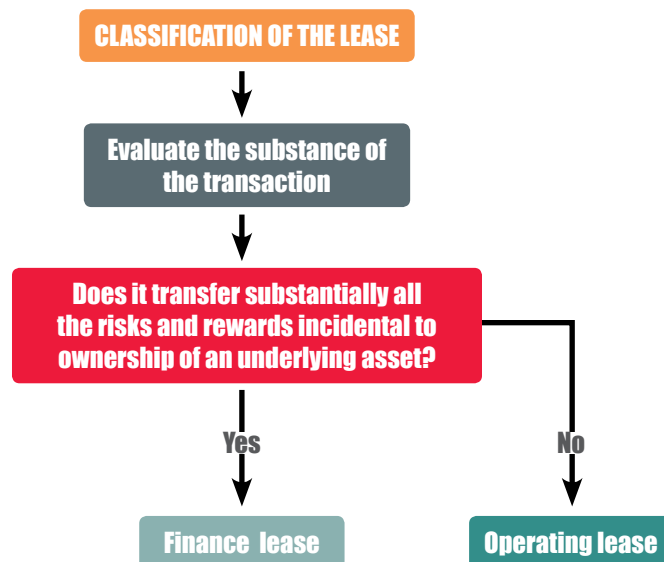 CLASSIFICATION OF THE LEASE
Evaluate the substance of
the transaction
Does it transfer substantially all
the risks and rewards incidental to
ownership of an underlying asset?
Yes
No
Finance lease
Operating lease